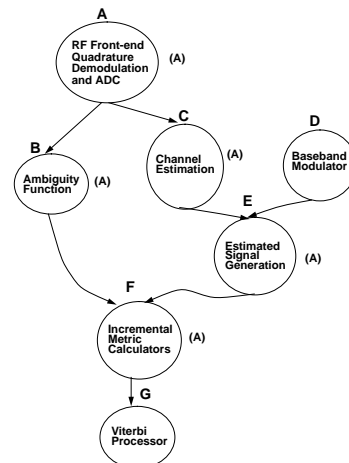 A
RF Front-end
Quadrature
Demodulation
and ADC
(A)
C
D
B
Channel
Estimation
(A)
Baseband
Modulator
Ambiguity
Function
(A)
E
Estimated
Signal
Generation
(A)
F
Incremental
Metric
Calculators
(A)
G
Viterbi
Processor